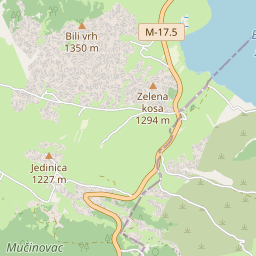 Bili vrh
1350 m
M-17.5
Zelena
kosa
1294 m
Jedinica
1227 m
Mučinovac